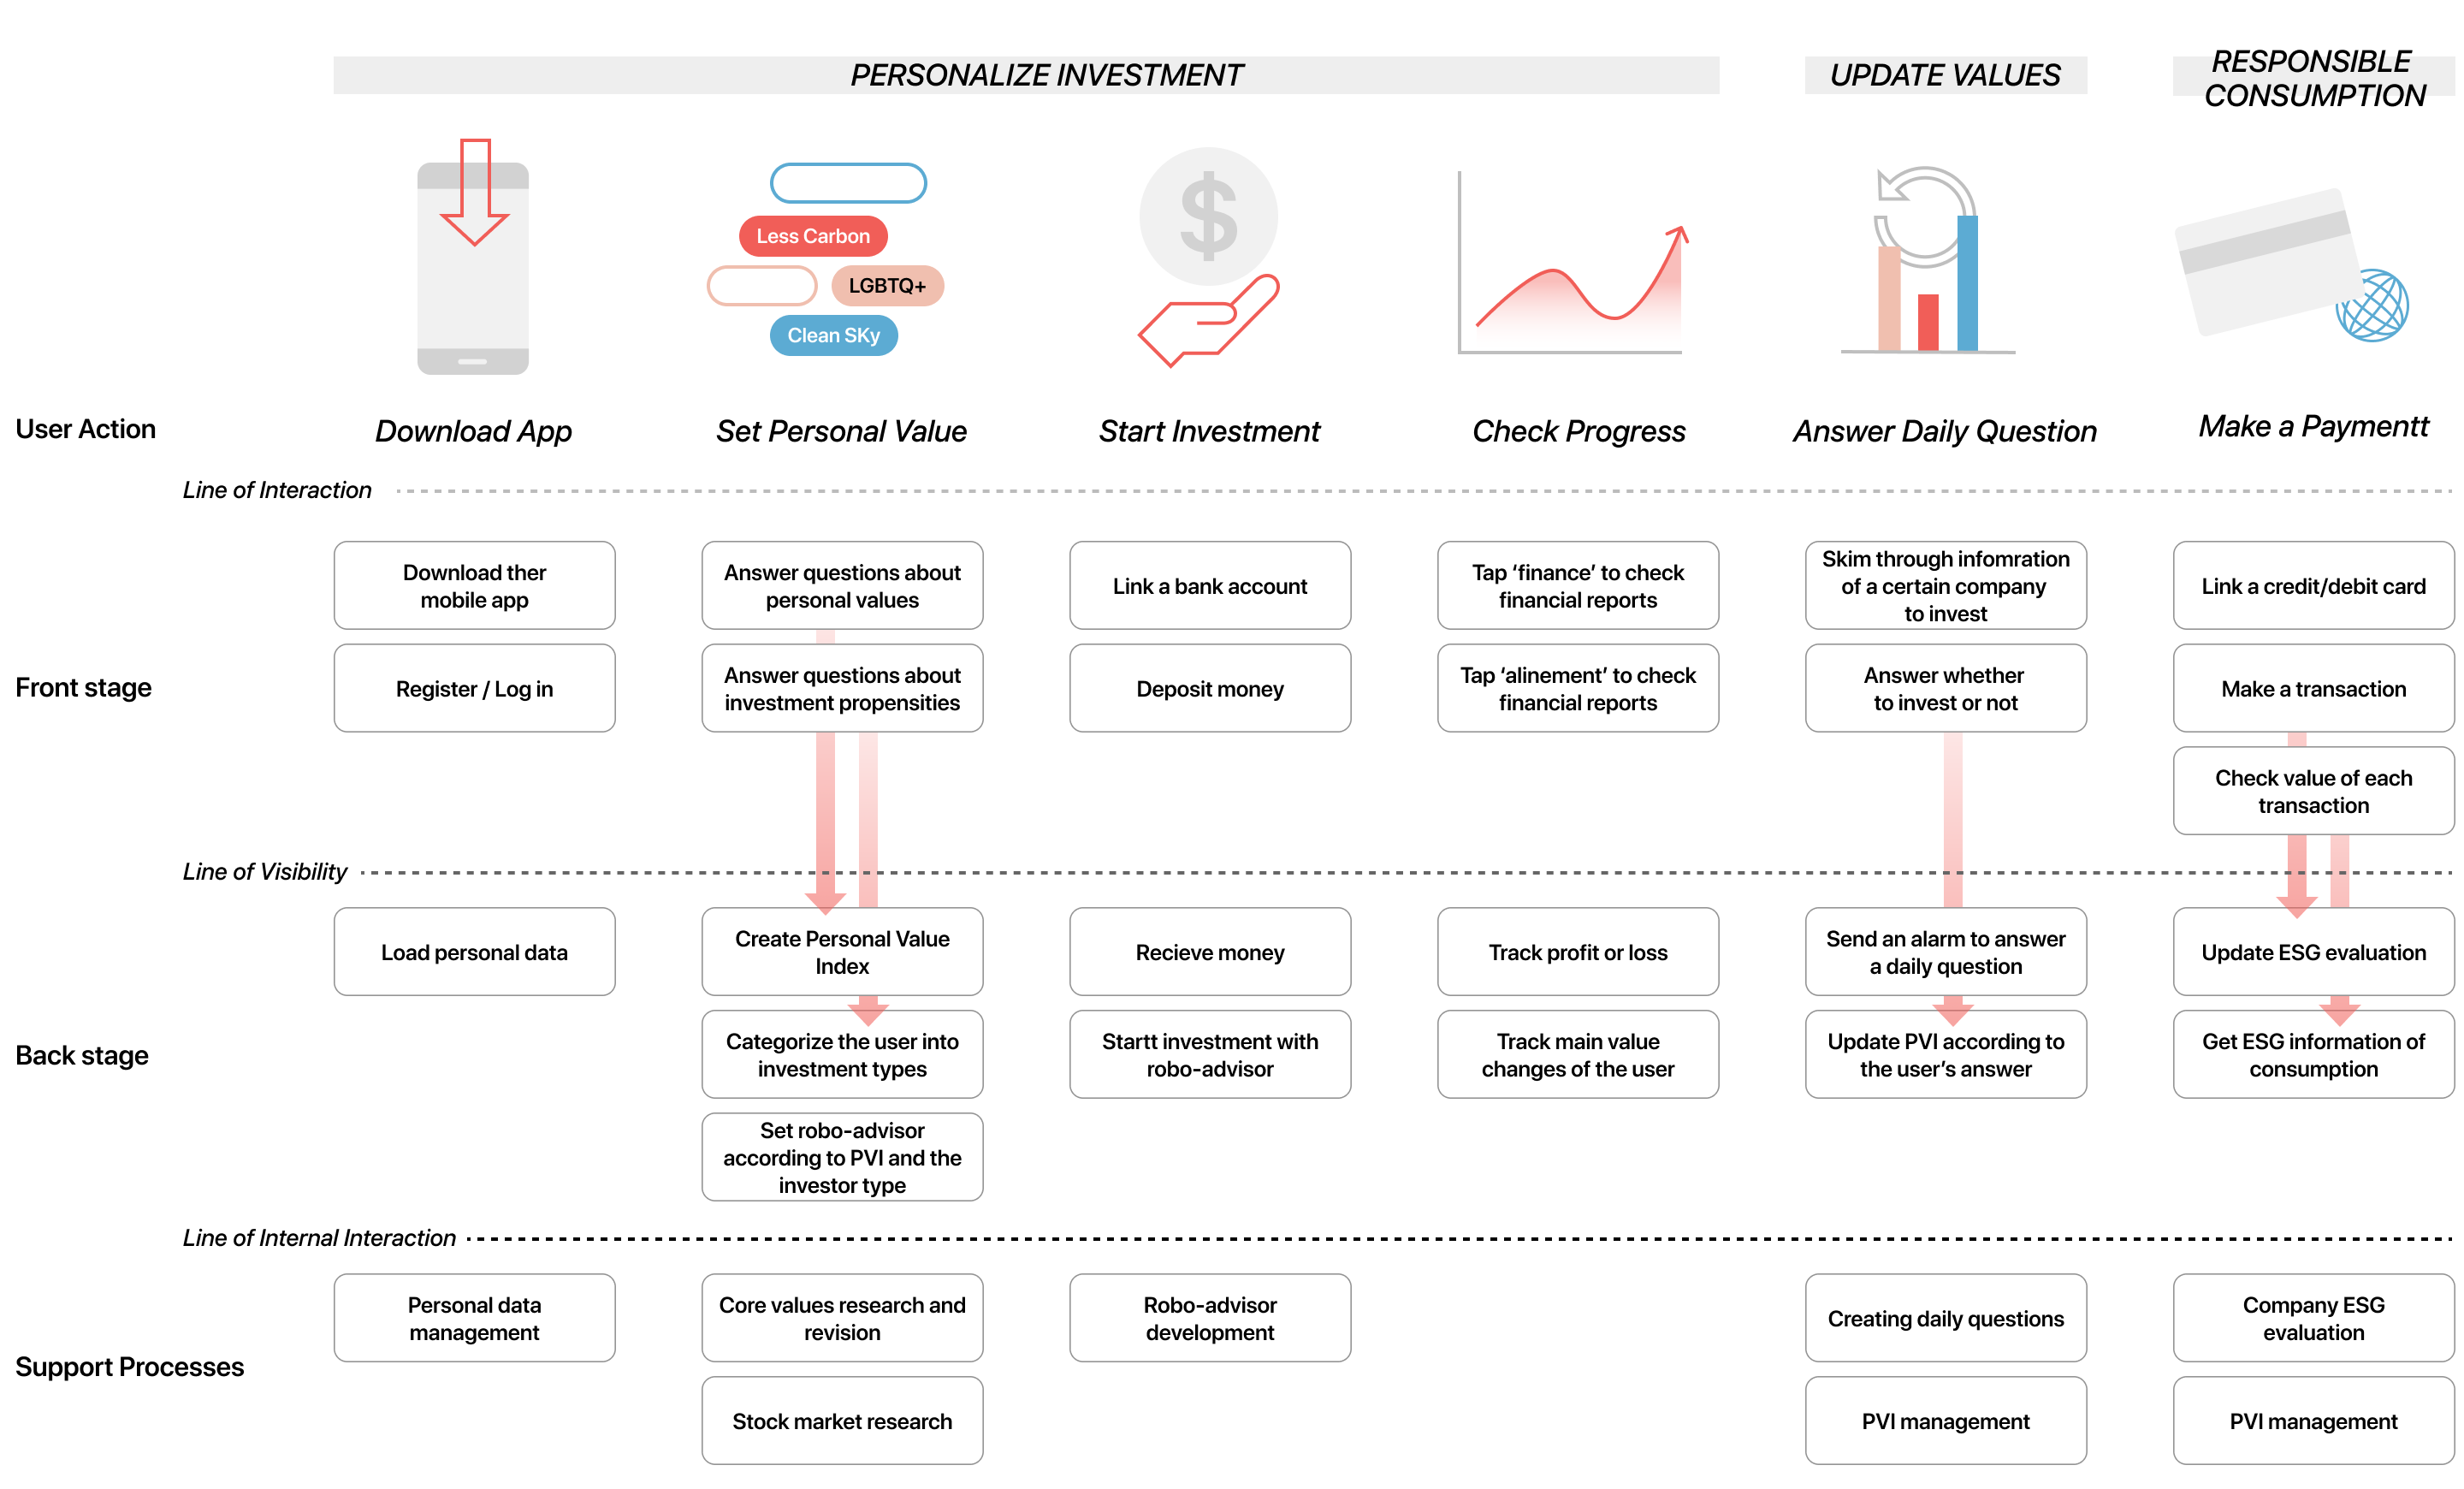 PERSONALIZE INVESTMENT
UPDATE VALUES
RESPONSIBLE
CONSUMPTION
Less Carbon
LGBTQ+
Clean SKy
$
User Action
Download App
Set Personal Value
Start Investment
Check Progress
Answer Daily Question
Make a Paymentt
Line of Interaction
Front stage
Download ther
mobile app
Answer questions about
personal values
Link a bank account
Tap ‘finance’ to check
financial reports
Skim through infomration
of a certain company
to invest
Link a credit/debit card
Register / Log in
Answer questions about
investment propensities
Deposit money
Tap ‘alinement’ to check
financial reports
Answer whether
to invest or not
Make a transaction
Check value of each
transaction
Line of Visibility
Back stage
Load personal data
Create Personal Value
Index
Recieve money
Track profit or loss
Send an alarm to answer
a daily question
Update ESG evaluation
Categorize the user into
investment types
Startt investment with
robo-advisor
Track main value
changes of the user
Update PVI according to
the user’s answer
Get ESG information of
consumption
Set robo-advisor
according to PVI and the
investor type
Line of Internal Interaction
Support Processes
Personal data
management
Core values research and
revision
Robo-advisor
development
Creating daily questions
Company ESG
evaluation
Stock market research
PVI management
PVI management